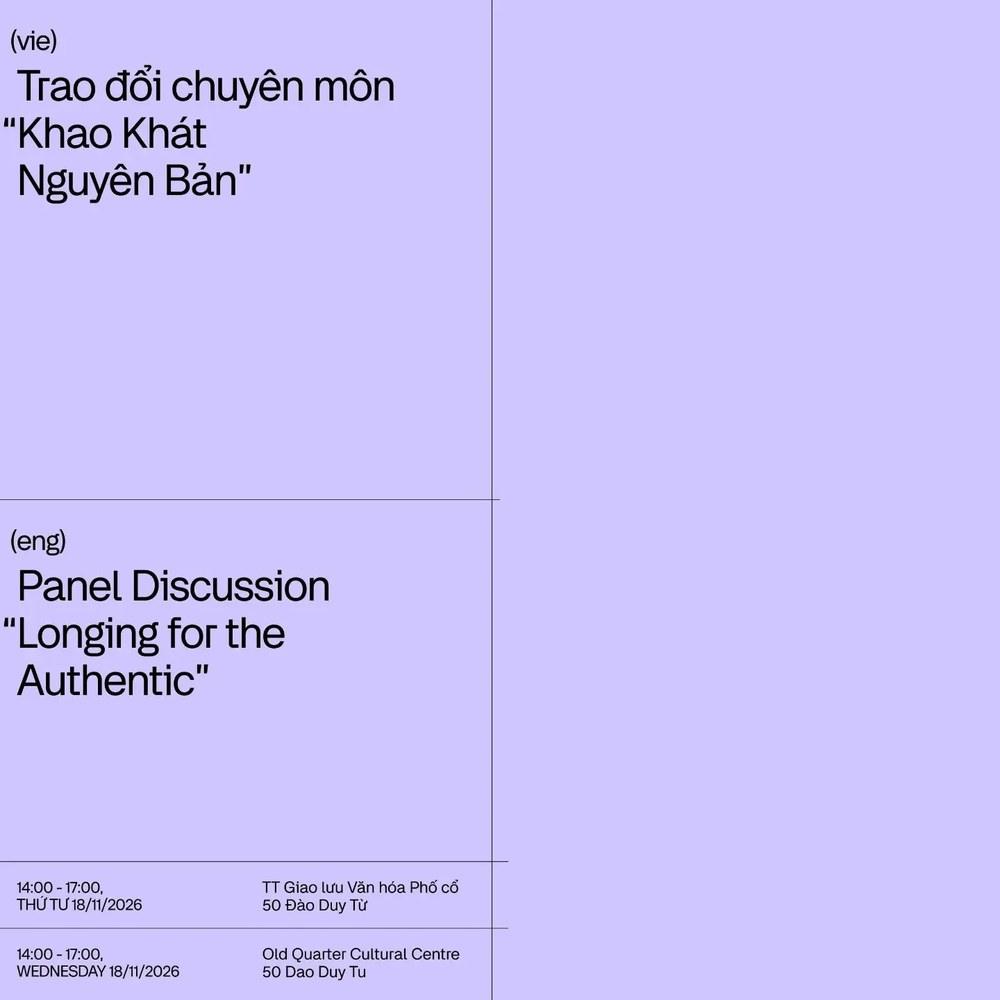 (vie)
Trao đổi chuyên môn
“Khao Khát
Nguyên Bản”
(eng)
Panel Discussion
“Longing for the
Authentic”
14:00 - 17:00,
THỨ TƯ 18/11/2026
TT Giao lưu Văn hóa Phố cổ
50 Đào Duy Từ
14:00 - 17:00,
WEDNESDAY 18/11/2026
Old Quarter Cultural Centre
50 Dao Duy Tu